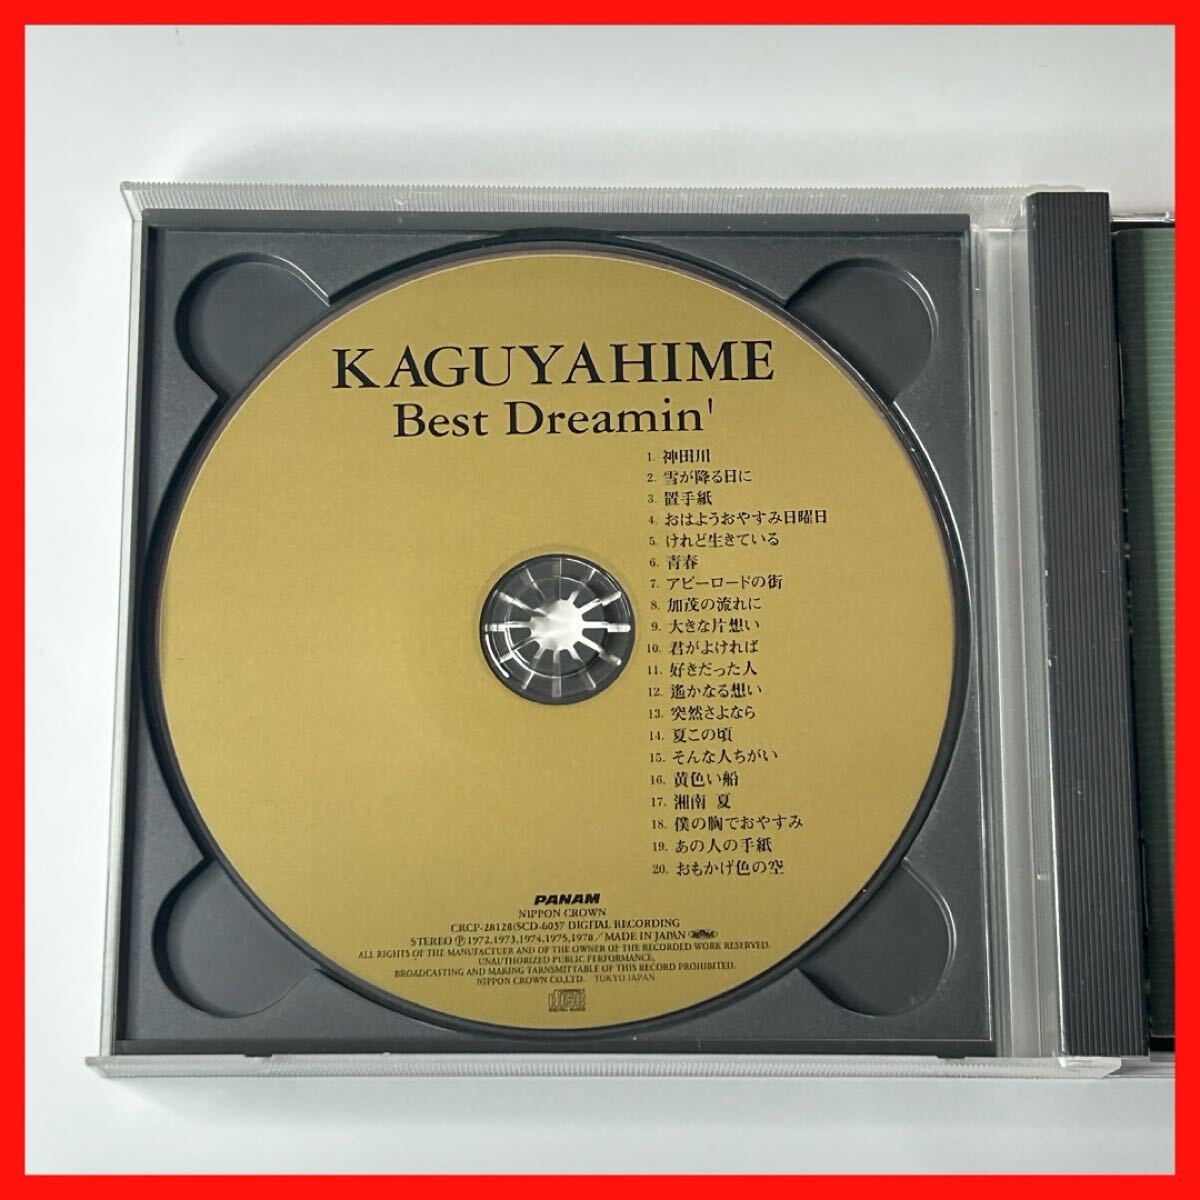 KAGUYAHIME
Best Dreamin'
1. 神田川
2. 雪が降る日に
3. 置手紙
4. おはようおやすみ日曜日
5. けれど生きている
6. 青春
7. アビーロードの街
8. 加茂の流れに
9. 大きな片想い
10. 君がよければ
11. 好きだった人
12. 遙かなる想い
13. 突然さよなら
14. 夏この頃
15. そんな人ちがい
16. 黄色い船
17. 湘南 夏
18. 僕の胸でおやすみ
19. あの人の手紙
20. おもかげ色の空
PANAM
NIPPON CROWN
CRCP-28128(SCD-6057 DIGITAL RECORDING
STEREO Ⓟ 1972,1973,1974,1975,1978/MADE IN JAPAN
ALL RIGHTS OF THE MANUFACTUER AND OF THE OWNER OF THE RECORDED WORK RESERVED.
UNAUTHORIZED PUBLIC PERFORMANCE,
BROADCASTING AND MAKING TARNSMITTABLE OF THIS RECORD PROHIBITED.
NIPPON CROWN CO.LTD. TOKYO JAPAN